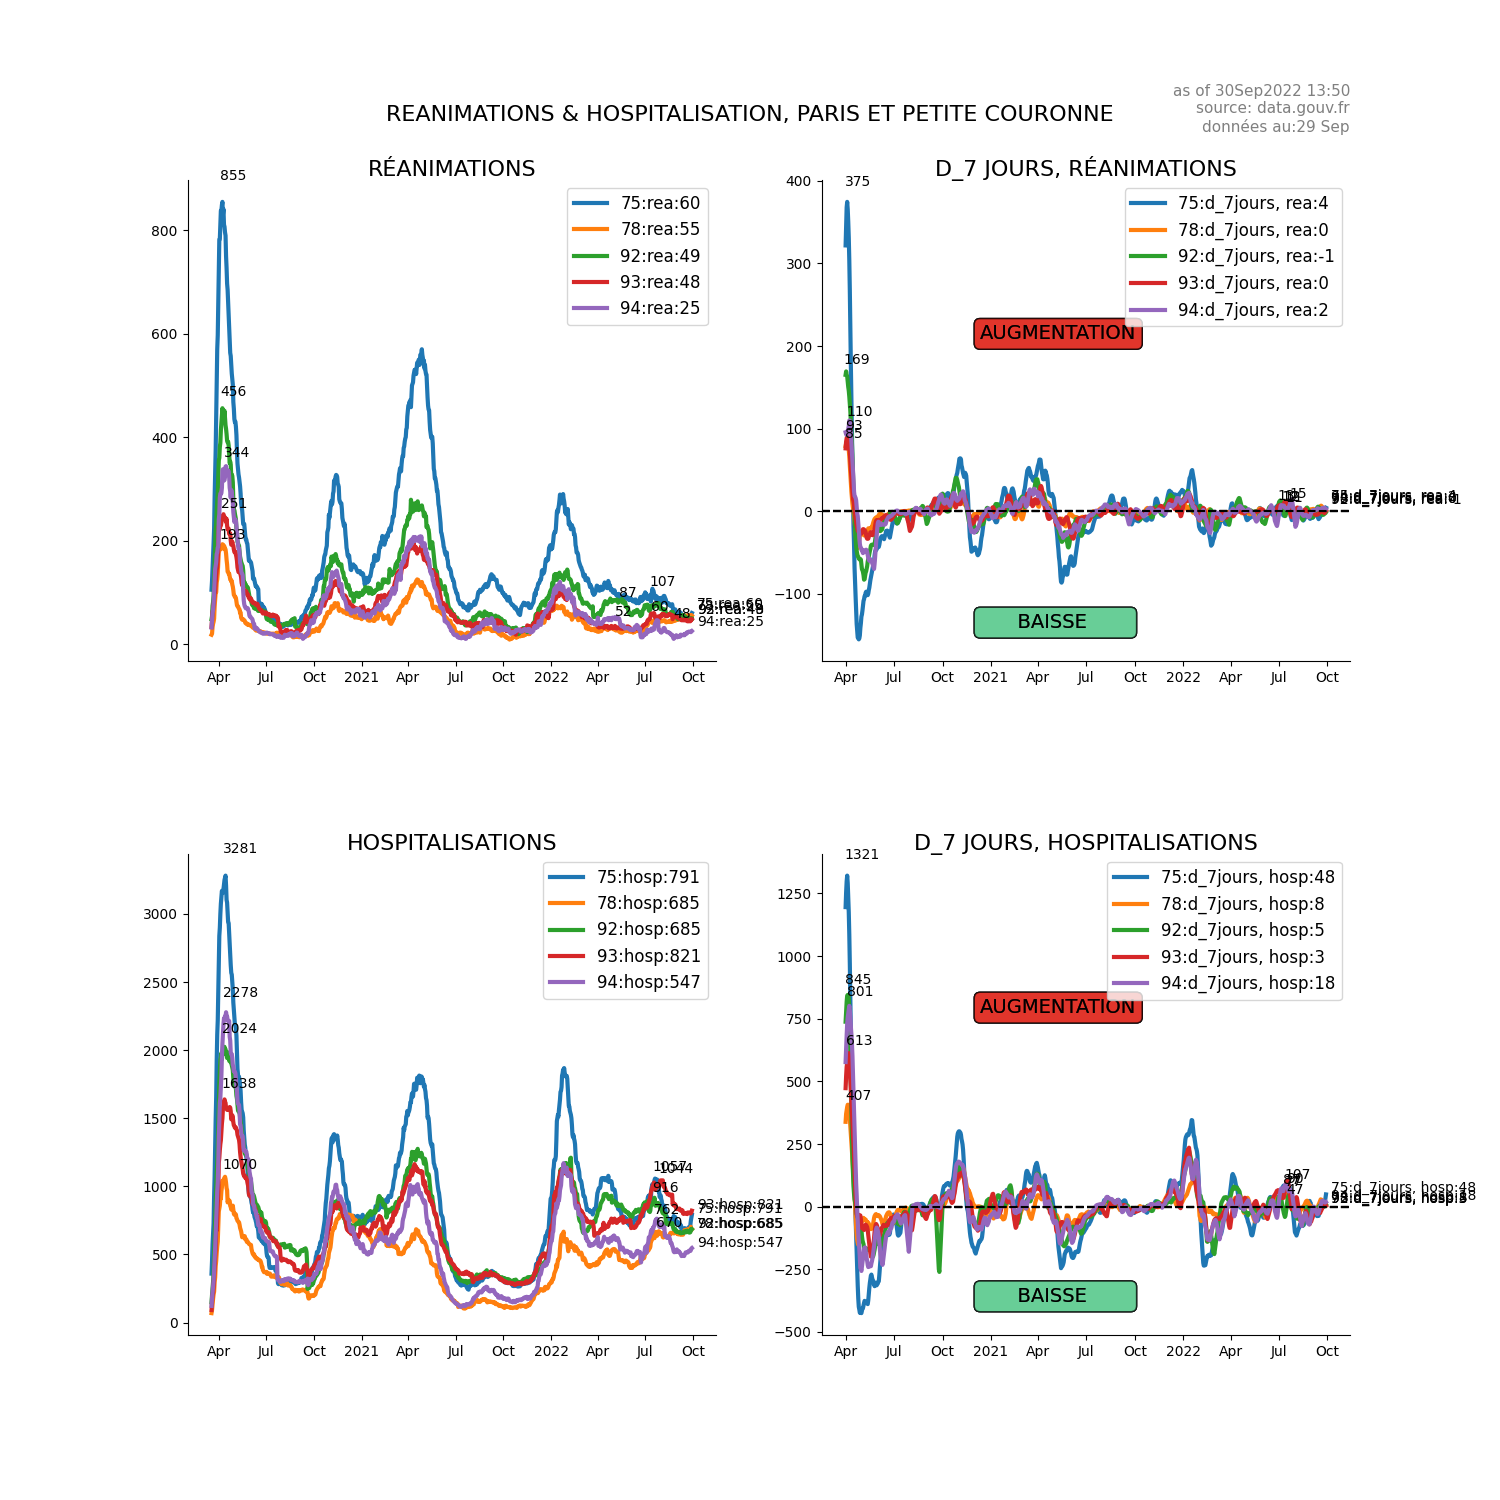 as of 30Sep2022 13:50
source: data.gouv.fr
données au:29 Sep
REANIMATIONS & HOSPITALISATION, PARIS ET PETITE COURONNE
RÉANIMATIONS
855
456
344
251
193
87
52
107
60
48
94:rea:25
75:rea:60
78:rea:55
92:rea:49
93:rea:48
94:rea:25
800
600
400
200
0
Apr Jul Oct 2021 Apr Jul Oct 2022 Apr Jul Oct
D_7 JOURS, RÉANIMATIONS
375
169
110
93
85
15
75:d_7jours, rea:4
78:d_7jours, rea:0
92:d_7jours, rea:-1
93:d_7jours, rea:0
94:d_7jours, rea:2
AUGMENTATION
BAISSE
400
300
200
100
0
−100
Apr Jul Oct 2021 Apr Jul Oct 2022 Apr Jul Oct
HOSPITALISATIONS
3281
2278
2024
1638
1070
1057
1044
916
762
670
93:hosp:821
75:hosp:791
92:hosp:685
94:hosp:547
75:hosp:791
78:hosp:685
92:hosp:685
93:hosp:821
94:hosp:547
3000
2500
2000
1500
1000
500
0
Apr Jul Oct 2021 Apr Jul Oct 2022 Apr Jul Oct
D_7 JOURS, HOSPITALISATIONS
1321
845
801
613
407
107
47
75:d_7jours, hosp:48
75:d_7jours, hosp:48
78:d_7jours, hosp:8
92:d_7jours, hosp:5
93:d_7jours, hosp:3
94:d_7jours, hosp:18
AUGMENTATION
BAISSE
1250
1000
750
500
250
0
−250
−500
Apr Jul Oct 2021 Apr Jul Oct 2022 Apr Jul Oct